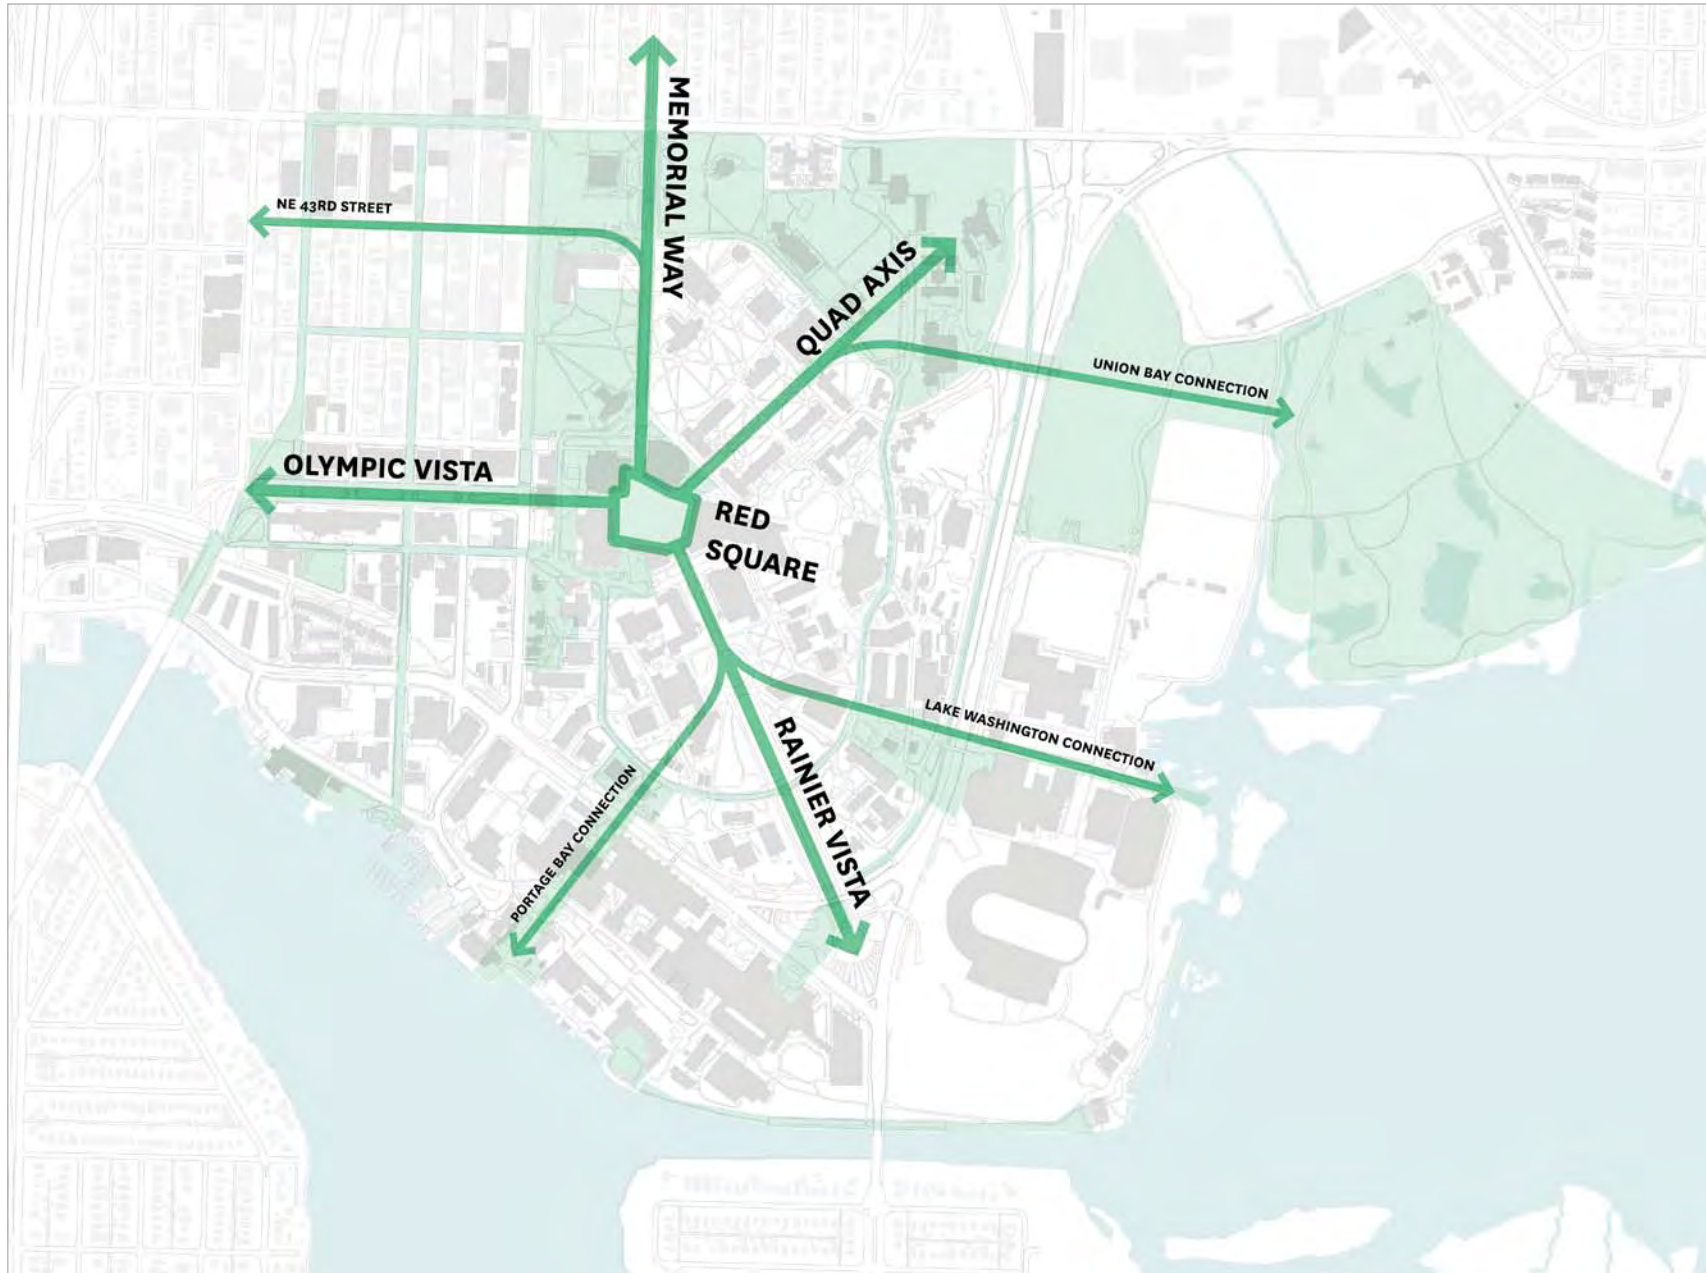 MEMORIAL WAY
NE 43RD STREET
QUAD AXIS
UNION BAY CONNECTION
OLYMPIC VISTA
RED
SQUARE
LAKE WASHINGTON CONNECTION
RAINIER VISTA
PORTAGE BAY CONNECTION